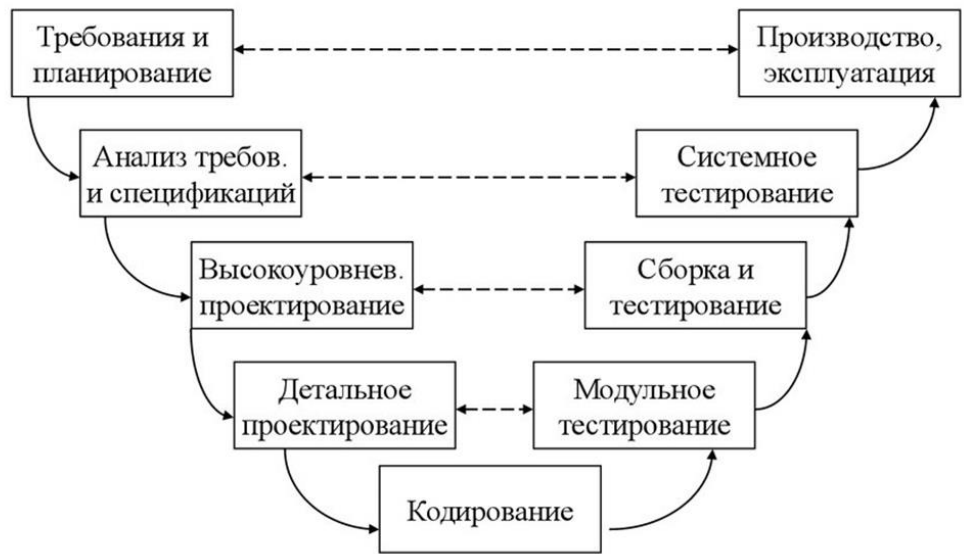 Требования и
планирование
Производство,
эксплуатация
Анализ требов.
и спецификаций
Системное
тестирование
Высокоуровнев.
проектирование
Сборка и
тестирование
Детальное
проектирование
Модульное
тестирование
Кодирование